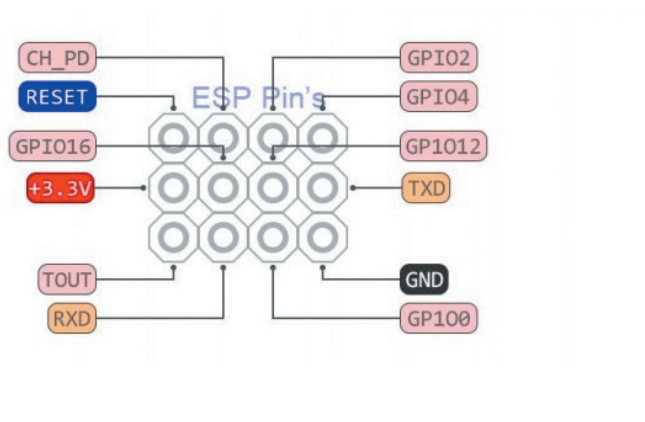 CH_PD
GPIO2
RESET
ESP Pin's
GPIO4
GPIO16
GP1O12
+3.3V
TXD
TOUT
GND
RXD
GP1O0